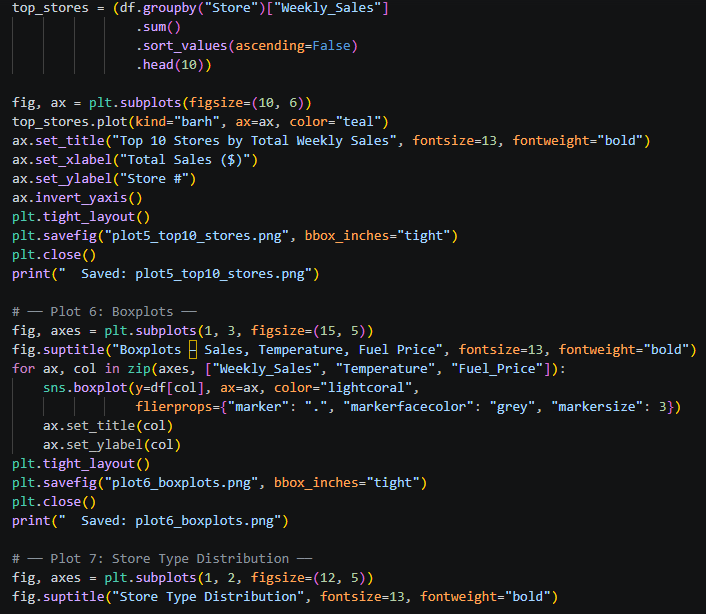 top_stores = (df.groupby("Store")["Weekly_Sales"]
                .sum()
                .sort_values(ascending=False)
                .head(10))

fig, ax = plt.subplots(figsize=(10, 6))
top_stores.plot(kind="barh", ax=ax, color="teal")
ax.set_title("Top 10 Stores by Total Weekly Sales", fontsize=13, fontweight="bold")
ax.set_xlabel("Total Sales ($)")
ax.set_ylabel("Store #")
ax.invert_yaxis()
plt.tight_layout()
plt.savefig("plot5_top10_stores.png", bbox_inches="tight")
plt.close()
print("  Saved: plot5_top10_stores.png")

# ── Plot 6: Boxplots ──
fig, axes = plt.subplots(1, 3, figsize=(15, 5))
fig.suptitle("Boxplots – Sales, Temperature, Fuel Price", fontsize=13, fontweight="bold")
for ax, col in zip(axes, ["Weekly_Sales", "Temperature", "Fuel_Price"]):
    sns.boxplot(y=df[col], ax=ax, color="lightcoral",
                flierprops={"marker": ".", "markerfacecolor": "grey", "markersize": 3})
    ax.set_title(col)
    ax.set_ylabel(col)
plt.tight_layout()
plt.savefig("plot6_boxplots.png", bbox_inches="tight")
plt.close()
print("  Saved: plot6_boxplots.png")

# ── Plot 7: Store Type Distribution ──
fig, axes = plt.subplots(1, 2, figsize=(12, 5))
fig.suptitle("Store Type Distribution", fontsize=13, fontweight="bold")